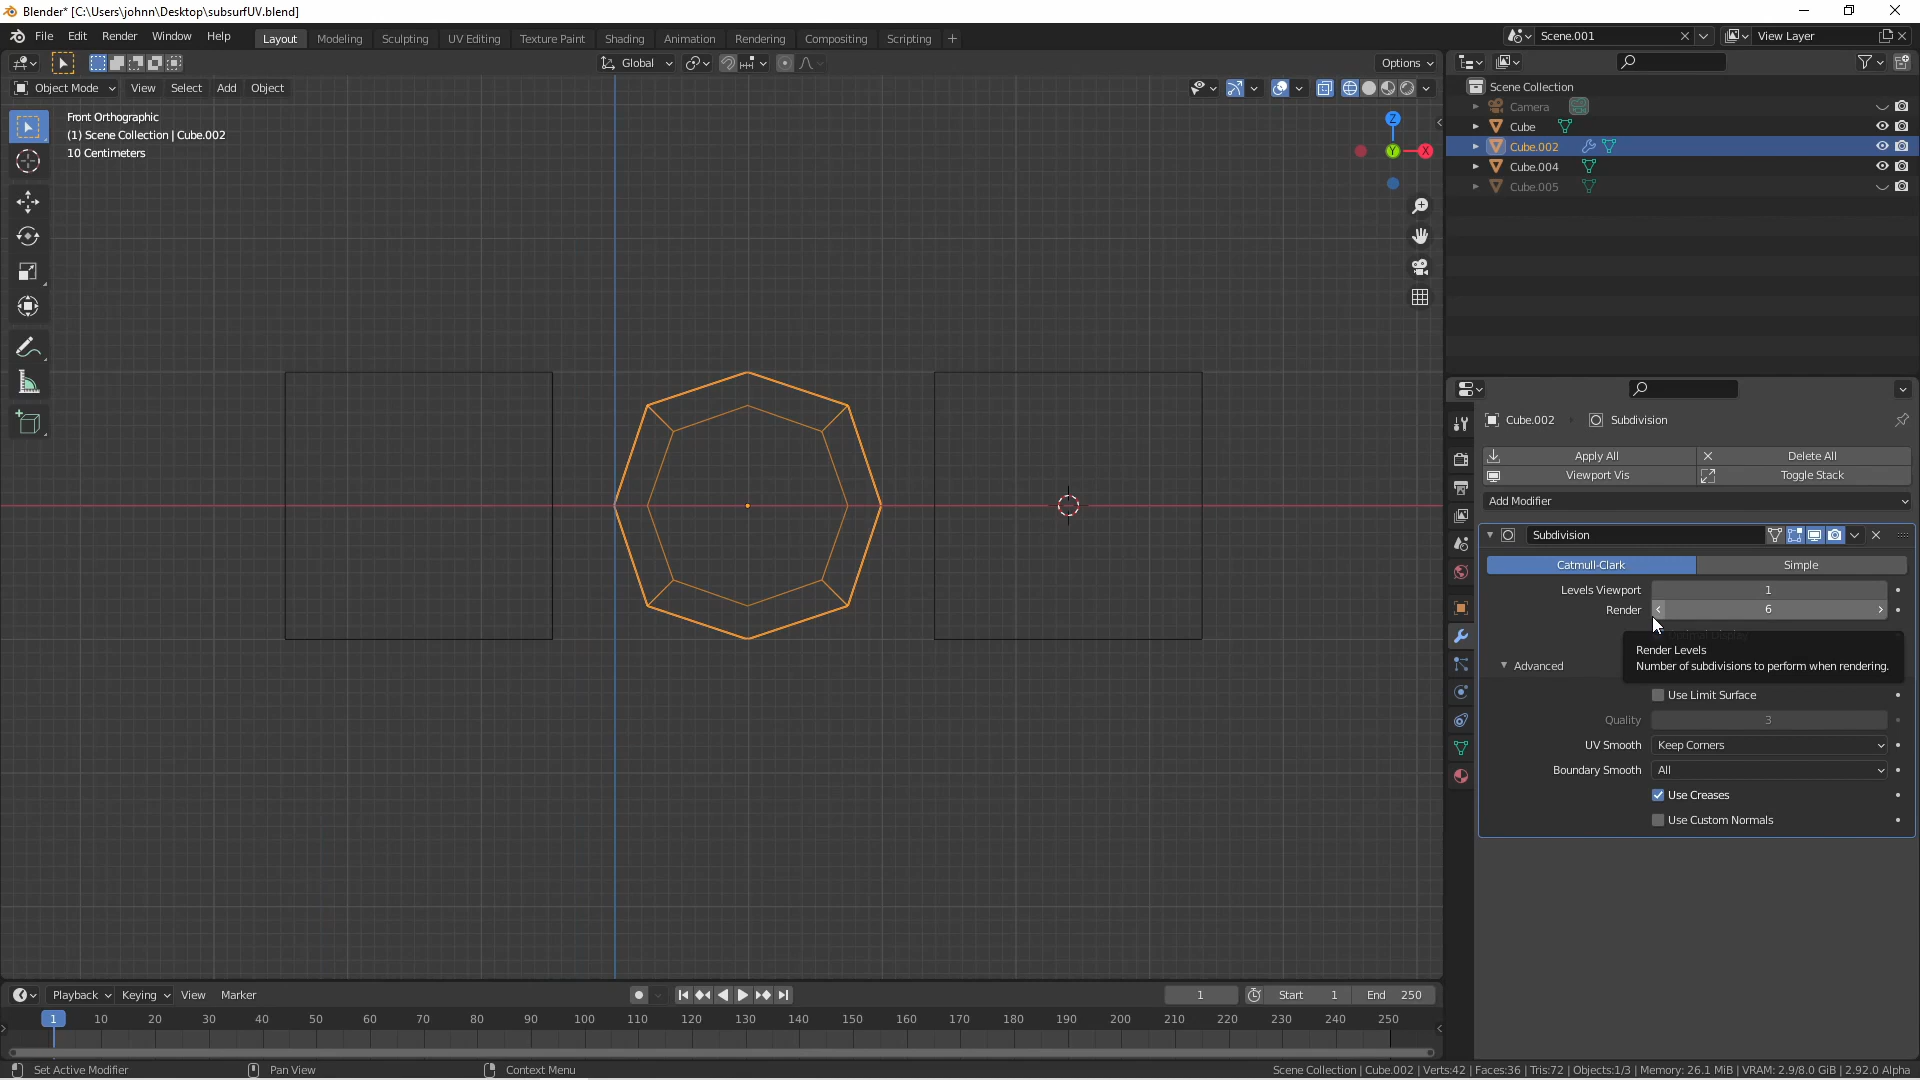 Blender* [C:\Users\johnn\Desktop\subsurfUV.blend]
File Edit Render Window Help Layout Modeling Sculpting UV Editing Texture Paint Shading Animation Rendering Compositing Scripting + Scene.001 View Layer
Global Options
Object Mode View Select Add Object
Front Orthographic
(1) Scene Collection | Cube.002
10 Centimeters
Z
Y
X
Scene Collection
Camera
Cube
Cube.002
Cube.004
Cube.005
Cube.002 Subdivision
Apply All Delete All
Viewport Vis Toggle Stack
Add Modifier
Subdivision
Catmull-Clark Simple
Levels Viewport 1
Render 6
Optimal Display
Render Levels
Number of subdivisions to perform when rendering.
Advanced
Use Limit Surface
Quality 3
UV Smooth Keep Corners
Boundary Smooth All
Use Creases
Use Custom Normals
Playback Keying View Marker 1 Start 1 End 250
1 10 20 30 40 50 60 70 80 90 100 110 120 130 140 150 160 170 180 190 200 210 220 230 240 250
Set Active Modifier Pan View Context Menu Scene Collection | Cube.002 | Verts:42 | Faces:36 | Tris:72 | Objects:1/3 | Memory: 26.1 MiB | VRAM: 2.9/8.0 GiB | 2.92.0 Alpha